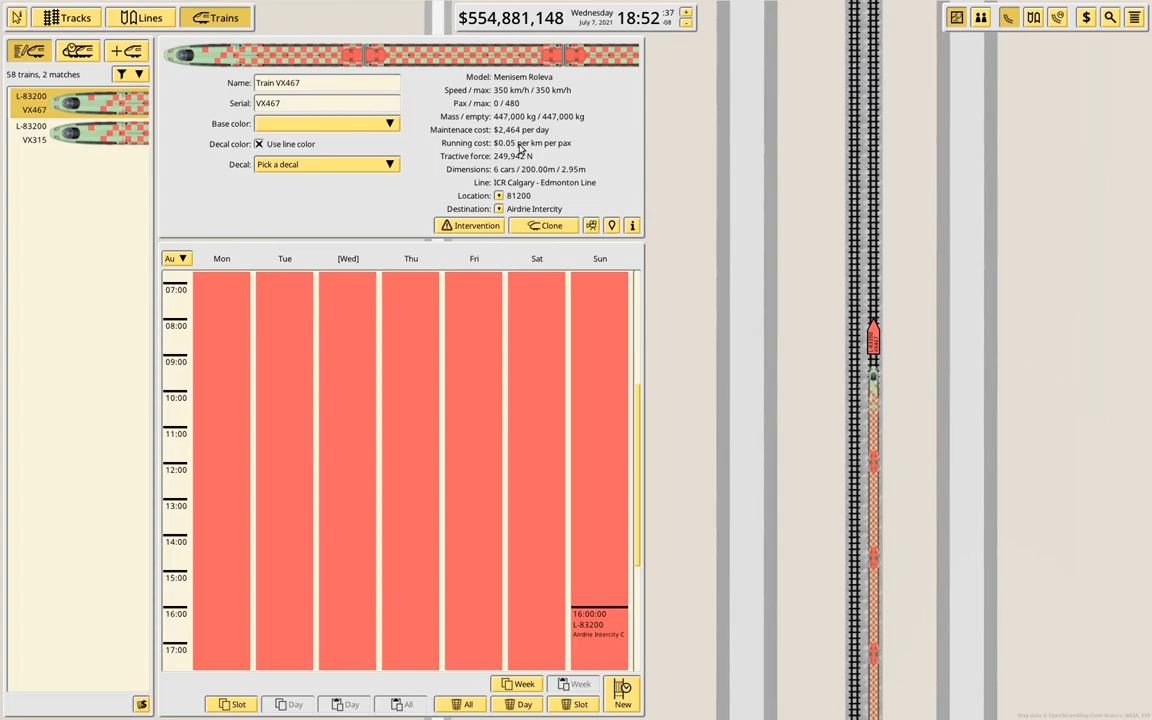 Tracks
Lines
Trains
$554,881,148
Wednesday
July 7, 2021
18:52
:37
-08
+
-
$
58 trains, 2 matches
L-83200
VX467
L-83200
VX315
Name: Train VX467
Serial: VX467
Base color:
Decal color: Use line color
Decal: Pick a decal
Model: Menisem Roleva
Speed / max: 350 km/h / 350 km/h
Pax / max: 0 / 480
Mass / empty: 447,000 kg / 447,000 kg
Maintenace cost: $2,464 per day
Running cost: $0.05 per km per pax
Tractive force: 249,942 N
Dimensions: 6 cars / 200.00m / 2.95m
Line: ICR Calgary - Edmonton Line
Location: 81200
Destination: Airdrie Intercity
Intervention
Clone
i
Au
Mon
Tue
[Wed]
Thu
Fri
Sat
Sun
07:00
08:00
09:00
10:00
11:00
12:00
13:00
14:00
15:00
16:00
17:00
16:00:00
L-83200
Airdrie Intercity C
Week
Week
Slot
Day
Day
All
All
Day
Slot
New